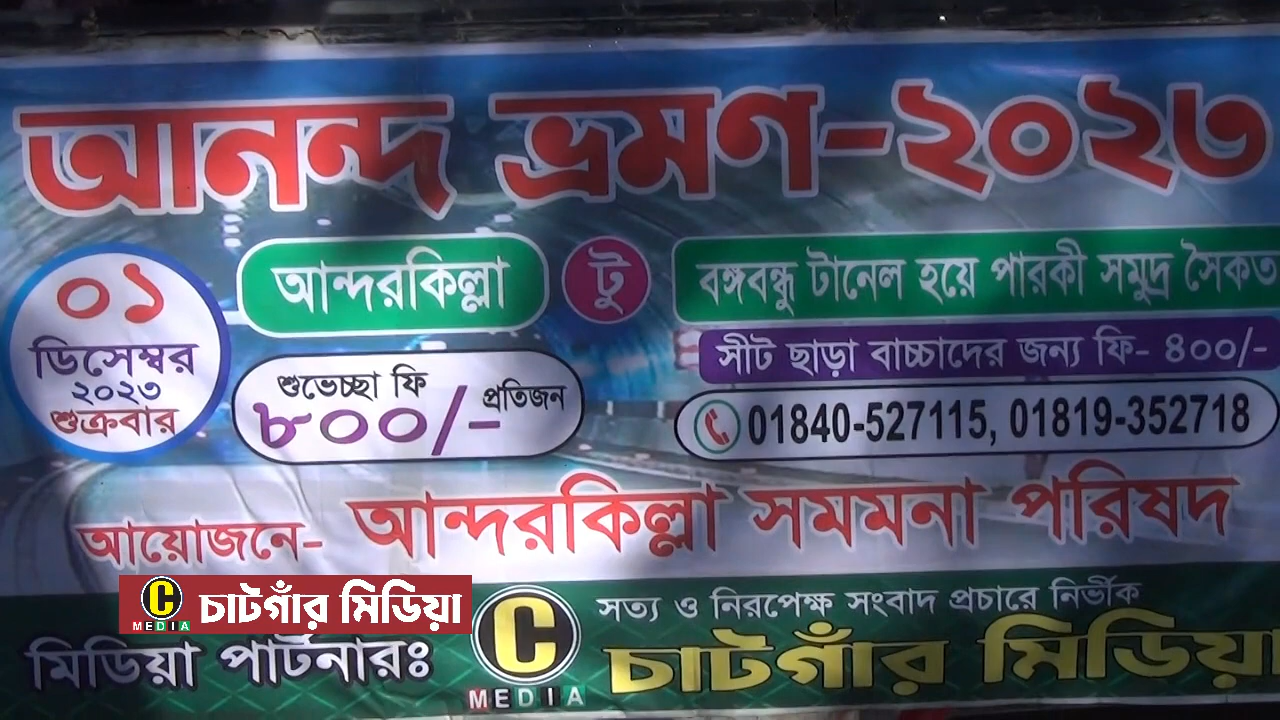 আনন্দ ভ্রমণ-২০২৩
০১
ডিসেম্বর
২০২৩
শুক্রবার
আন্দরকিল্লা
টু
বঙ্গবন্ধু টানেল হয়ে পারকী সমুদ্র সৈকত
শুভেচ্ছা ফি
৮০০/- প্রতিজন
সীট ছাড়া বাচ্চাদের জন্য ফি- ৪০০/-
01840-527115, 01819-352718
আয়োজনে- আন্দরকিল্লা সমমনা পরিষদ
C MEDIA চাটগাঁর মিডিয়া
মিডিয়া পার্টনারঃ
C
MEDIA
সত্য ও নিরপেক্ষ সংবাদ প্রচারে নির্ভীক
চাটগাঁর মিডিয়া